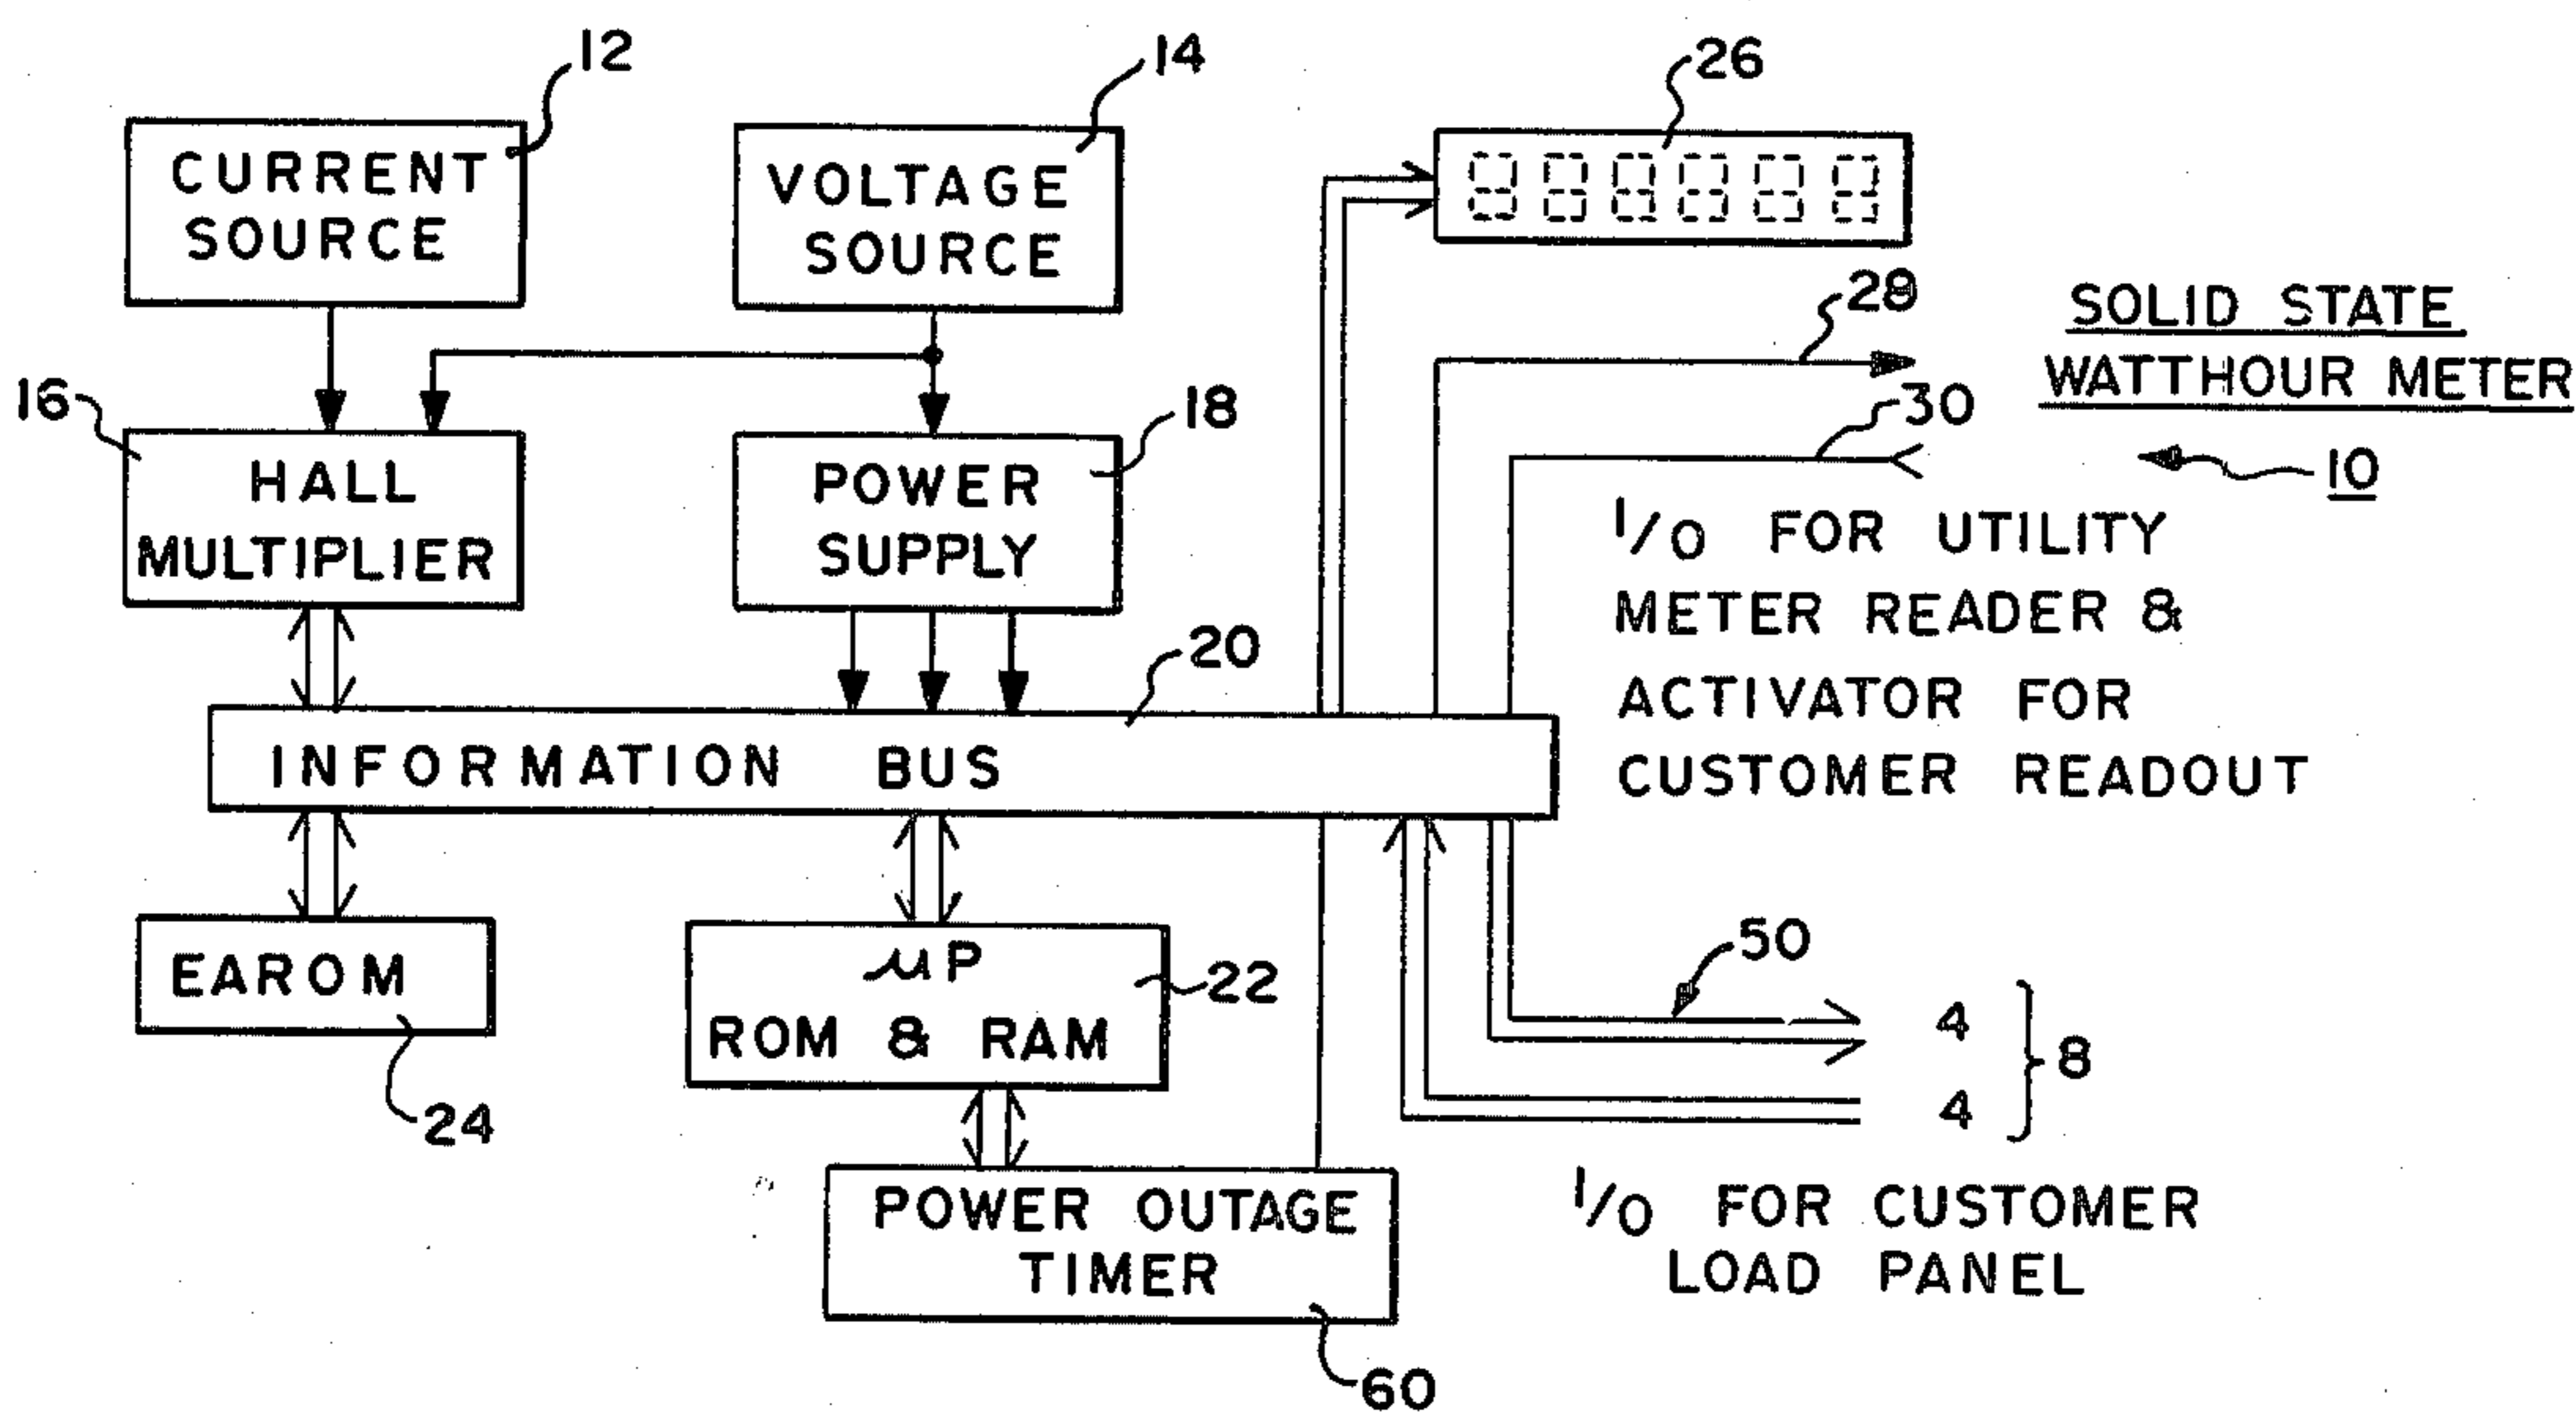 12
14
26
CURRENT
SOURCE
VOLTAGE
SOURCE
28
SOLID STATE
WATTHOUR METER
16
18
30
10
HALL
MULTIPLIER
POWER
SUPPLY
I/O FOR UTILITY
METER READER &
ACTIVATOR FOR
CUSTOMER READOUT
20
INFORMATION BUS
EAROM
24
μP
ROM & RAM
22
50
4
4
8
POWER OUTAGE
TIMER
60
I/O FOR CUSTOMER
LOAD PANEL